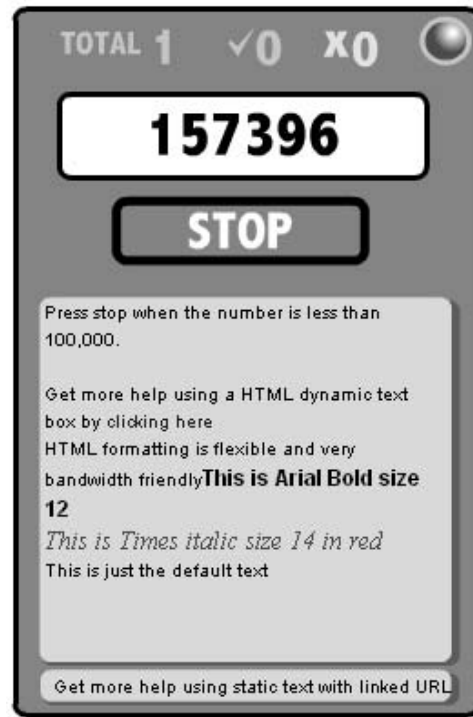 TOTAL 1 ✓0 X0
157396
STOP
Press stop when the number is less than
100,000.
Get more help using a HTML dynamic text
box by clicking here
HTML formatting is flexible and very
bandwidth friendlyThis is Arial Bold size
12
This is Times italic size 14 in red
This is just the default text
Get more help using static text with linked URL